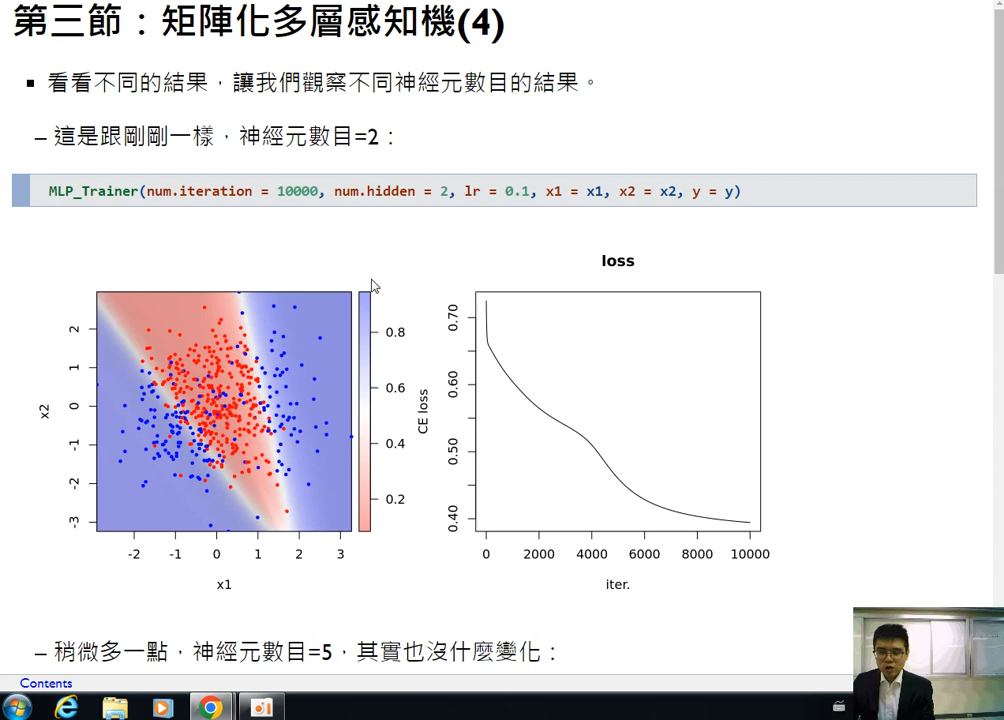 第三節：矩陣化多層感知機(4)
看看不同的結果，讓我們觀察不同神經元數目的結果。
– 這是跟剛剛一樣，神經元數目=2：
MLP_Trainer(num.iteration = 10000, num.hidden = 2, lr = 0.1, x1 = x1, x2 = x2, y = y)
loss
2
1
0
-1
-2
-3
x2
-2
-1
0
1
2
3
x1
0.8
0.6
0.4
0.2
CE loss
0.70
0.60
0.50
0.40
0
2000
4000
6000
8000
10000
iter.
– 稍微多一點，神經元數目=5，其實也沒什麼變化：
Contents